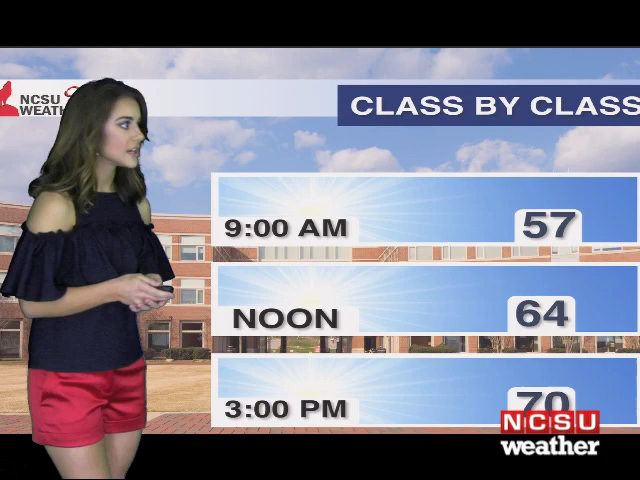 NCSU
WEATH
CLASS BY CLASS
9:00 AM
57
NOON
64
3:00 PM
70
NCSU
weather